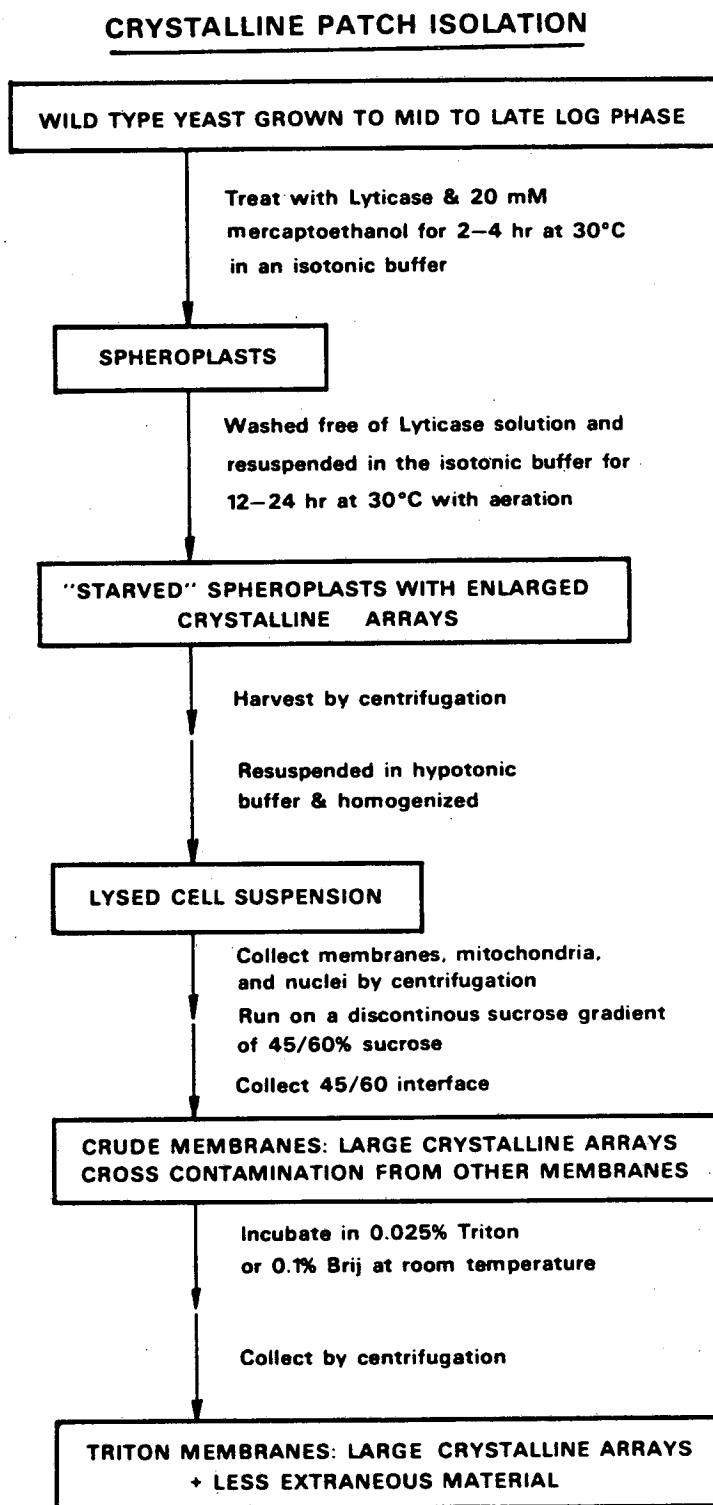 CRYSTALLINE PATCH ISOLATION
WILD TYPE YEAST GROWN TO MID TO LATE LOG PHASE
Treat with Lyticase & 20 mM
mercaptoethanol for 2–4 hr at 30°C
in an isotonic buffer
SPHEROPLASTS
Washed free of Lyticase solution and
resuspended in the isotonic buffer for
12–24 hr at 30°C with aeration
"STARVED" SPHEROPLASTS WITH ENLARGED
CRYSTALLINE ARRAYS
Harvest by centrifugation
Resuspended in hypotonic
buffer & homogenized
LYSED CELL SUSPENSION
Collect membranes, mitochondria,
and nuclei by centrifugation
Run on a discontinous sucrose gradient
of 45/60% sucrose
Collect 45/60 interface
CRUDE MEMBRANES: LARGE CRYSTALLINE ARRAYS
CROSS CONTAMINATION FROM OTHER MEMBRANES
Incubate in 0.025% Triton
or 0.1% Brij at room temperature
Collect by centrifugation
TRITON MEMBRANES: LARGE CRYSTALLINE ARRAYS
+ LESS EXTRANEOUS MATERIAL